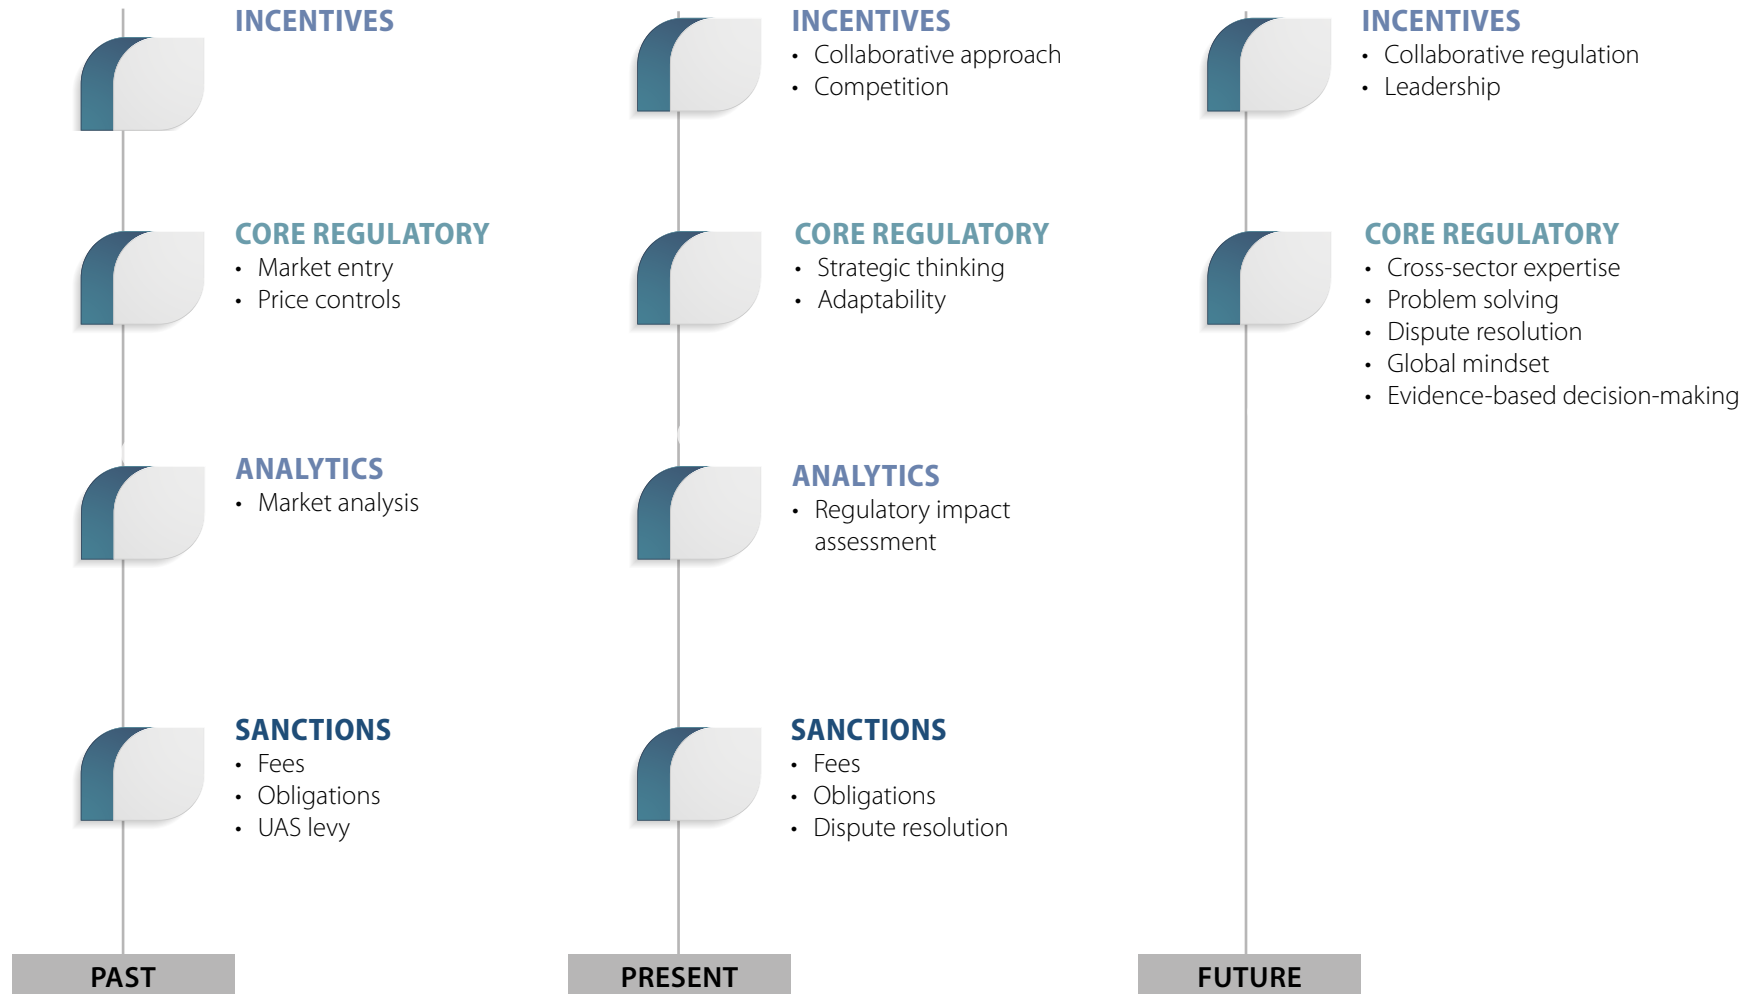 INCENTIVES
CORE REGULATORY
• Market entry
• Price controls
ANALYTICS
• Market analysis
SANCTIONS
• Fees
• Obligations
• UAS levy
PAST
INCENTIVES
• Collaborative approach
• Competition
CORE REGULATORY
• Strategic thinking
• Adaptability
ANALYTICS
• Regulatory impact
assessment
SANCTIONS
• Fees
• Obligations
• Dispute resolution
PRESENT
INCENTIVES
• Collaborative regulation
• Leadership
CORE REGULATORY
• Cross-sector expertise
• Problem solving
• Dispute resolution
• Global mindset
• Evidence-based decision-making
FUTURE